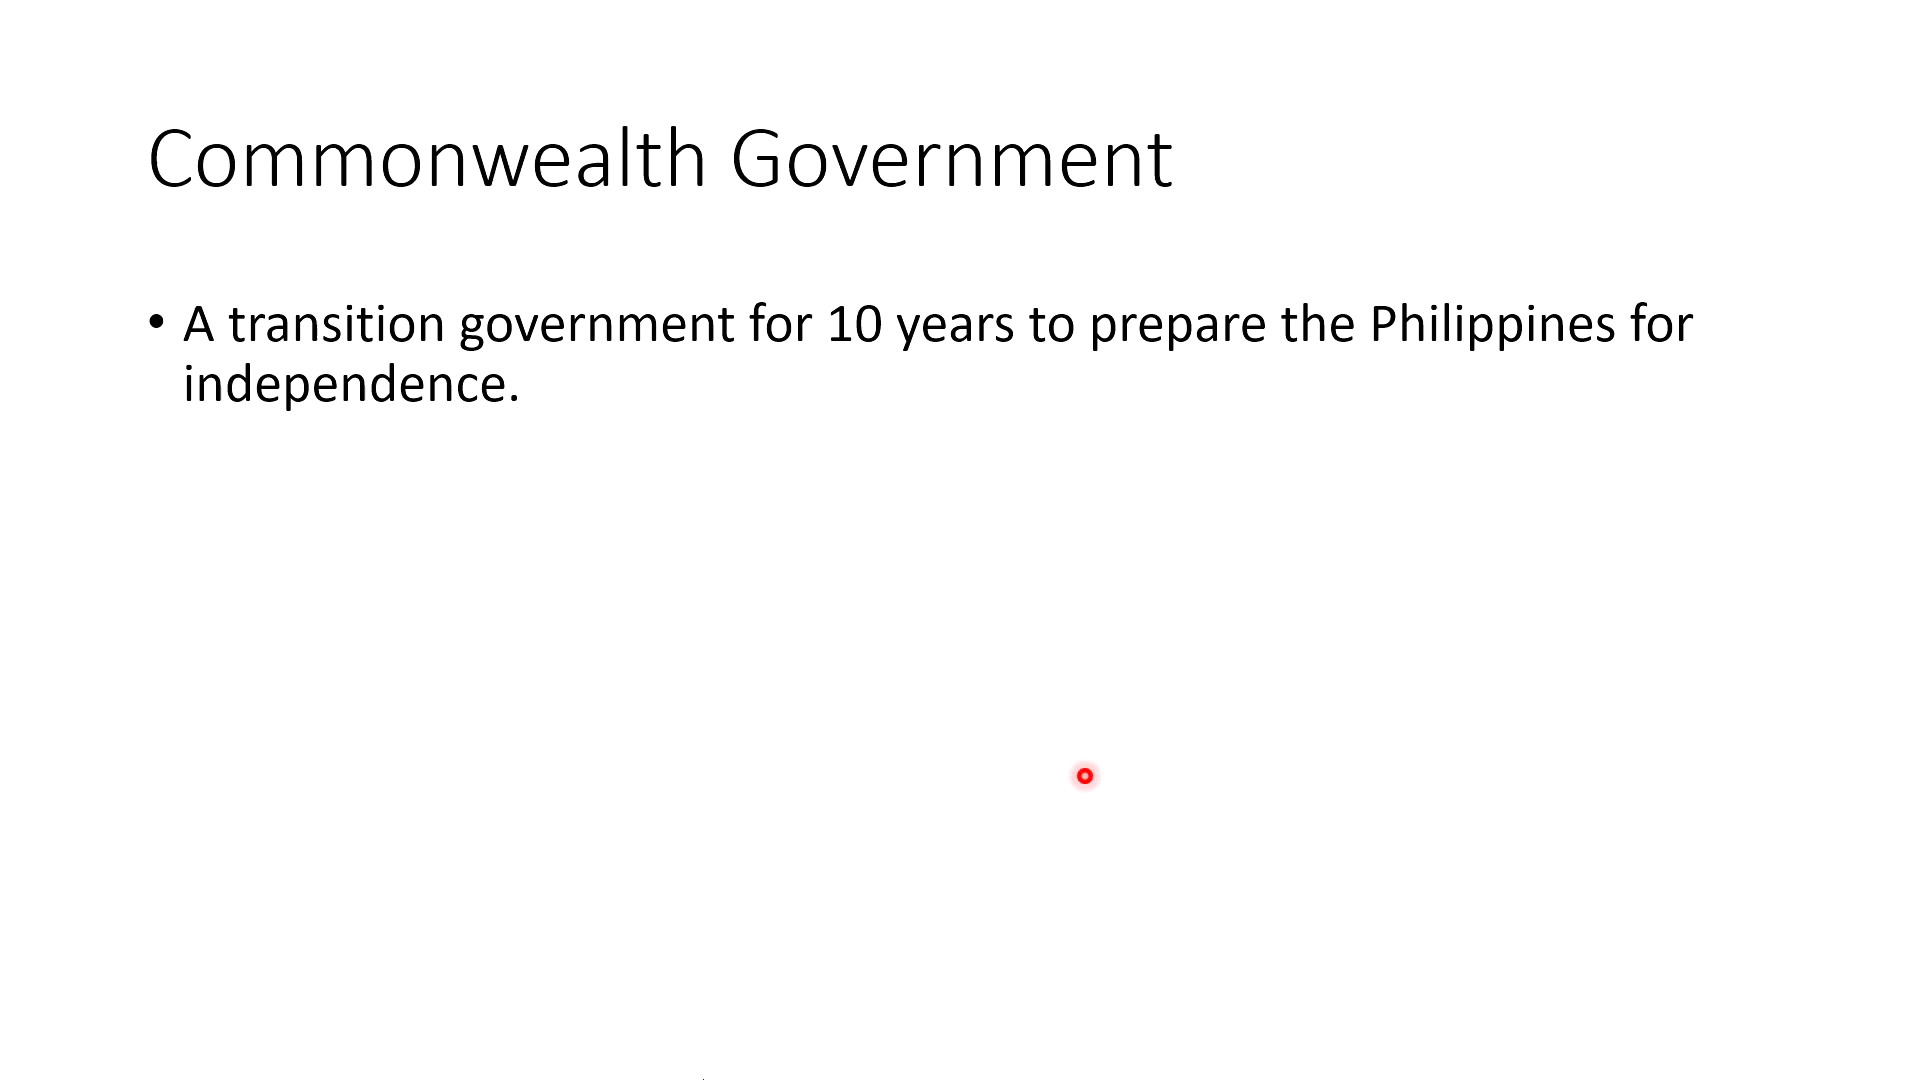 Commonwealth Government
• A transition government for 10 years to prepare the Philippines for
independence.